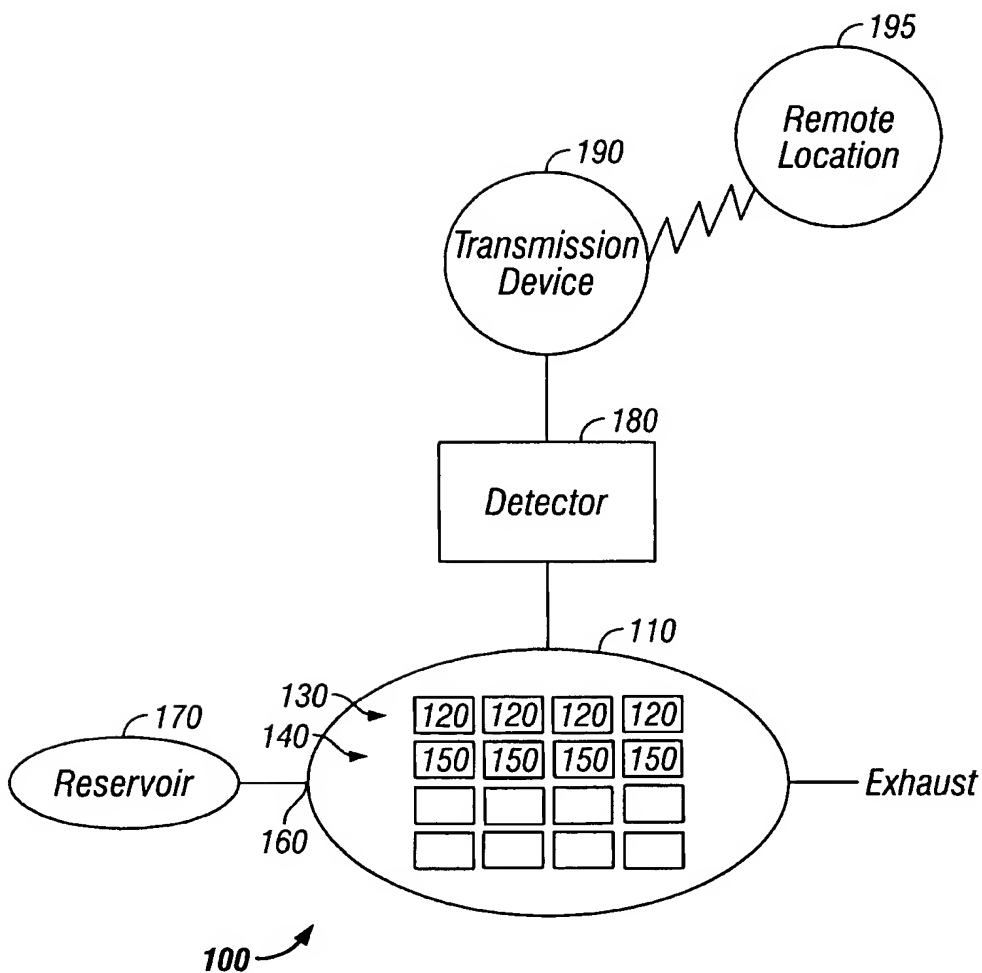 195
Remote
Location
190
Transmission
Device
180
Detector
110
130
120 120 120 120
170
140
150 150 150 150
Reservoir
Exhaust
160
100